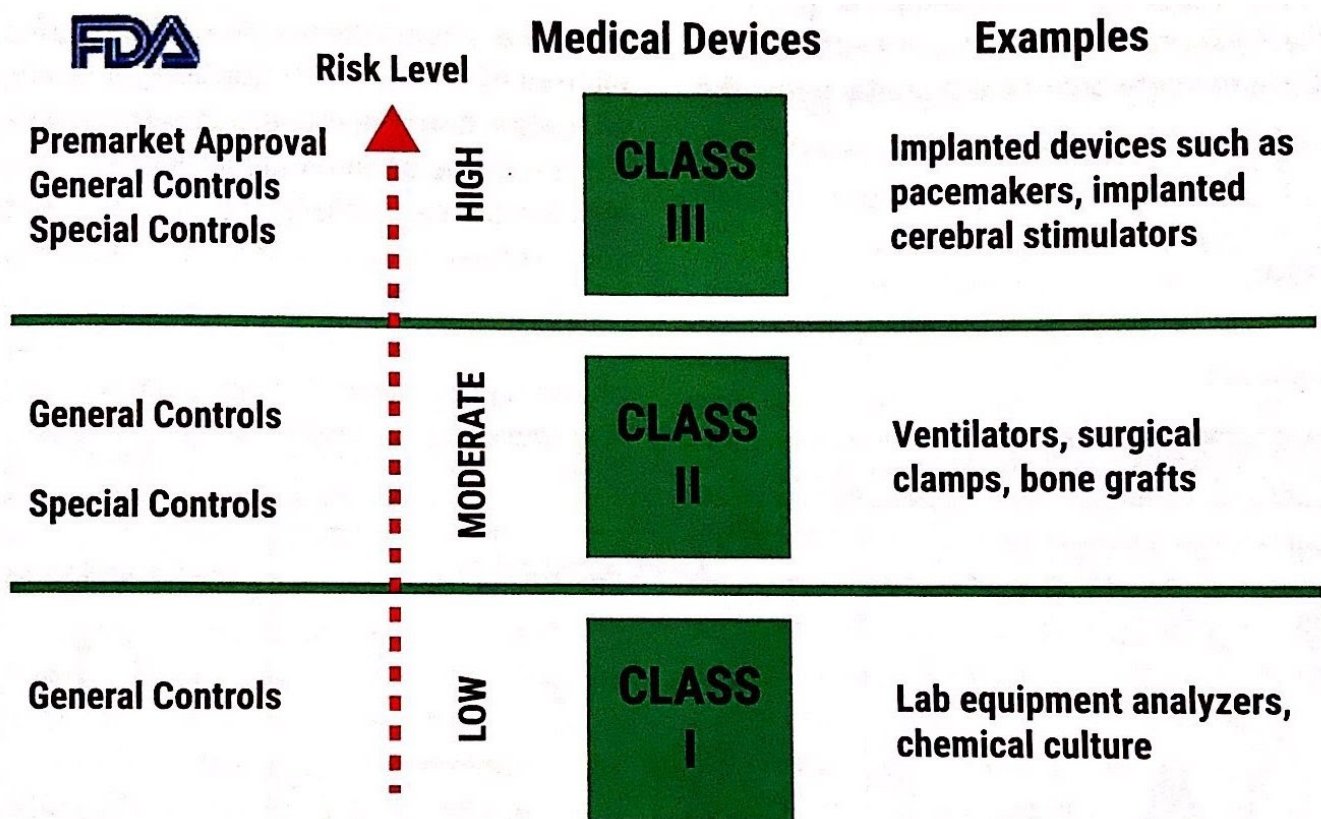 FDA
Risk Level
Medical Devices
Examples
Premarket Approval
General Controls
Special Controls
HIGH
CLASS
III
Implanted devices such as
pacemakers, implanted
cerebral stimulators
General Controls
Special Controls
MODERATE
CLASS
II
Ventilators, surgical
clamps, bone grafts
General Controls
LOW
CLASS
I
Lab equipment analyzers,
chemical culture